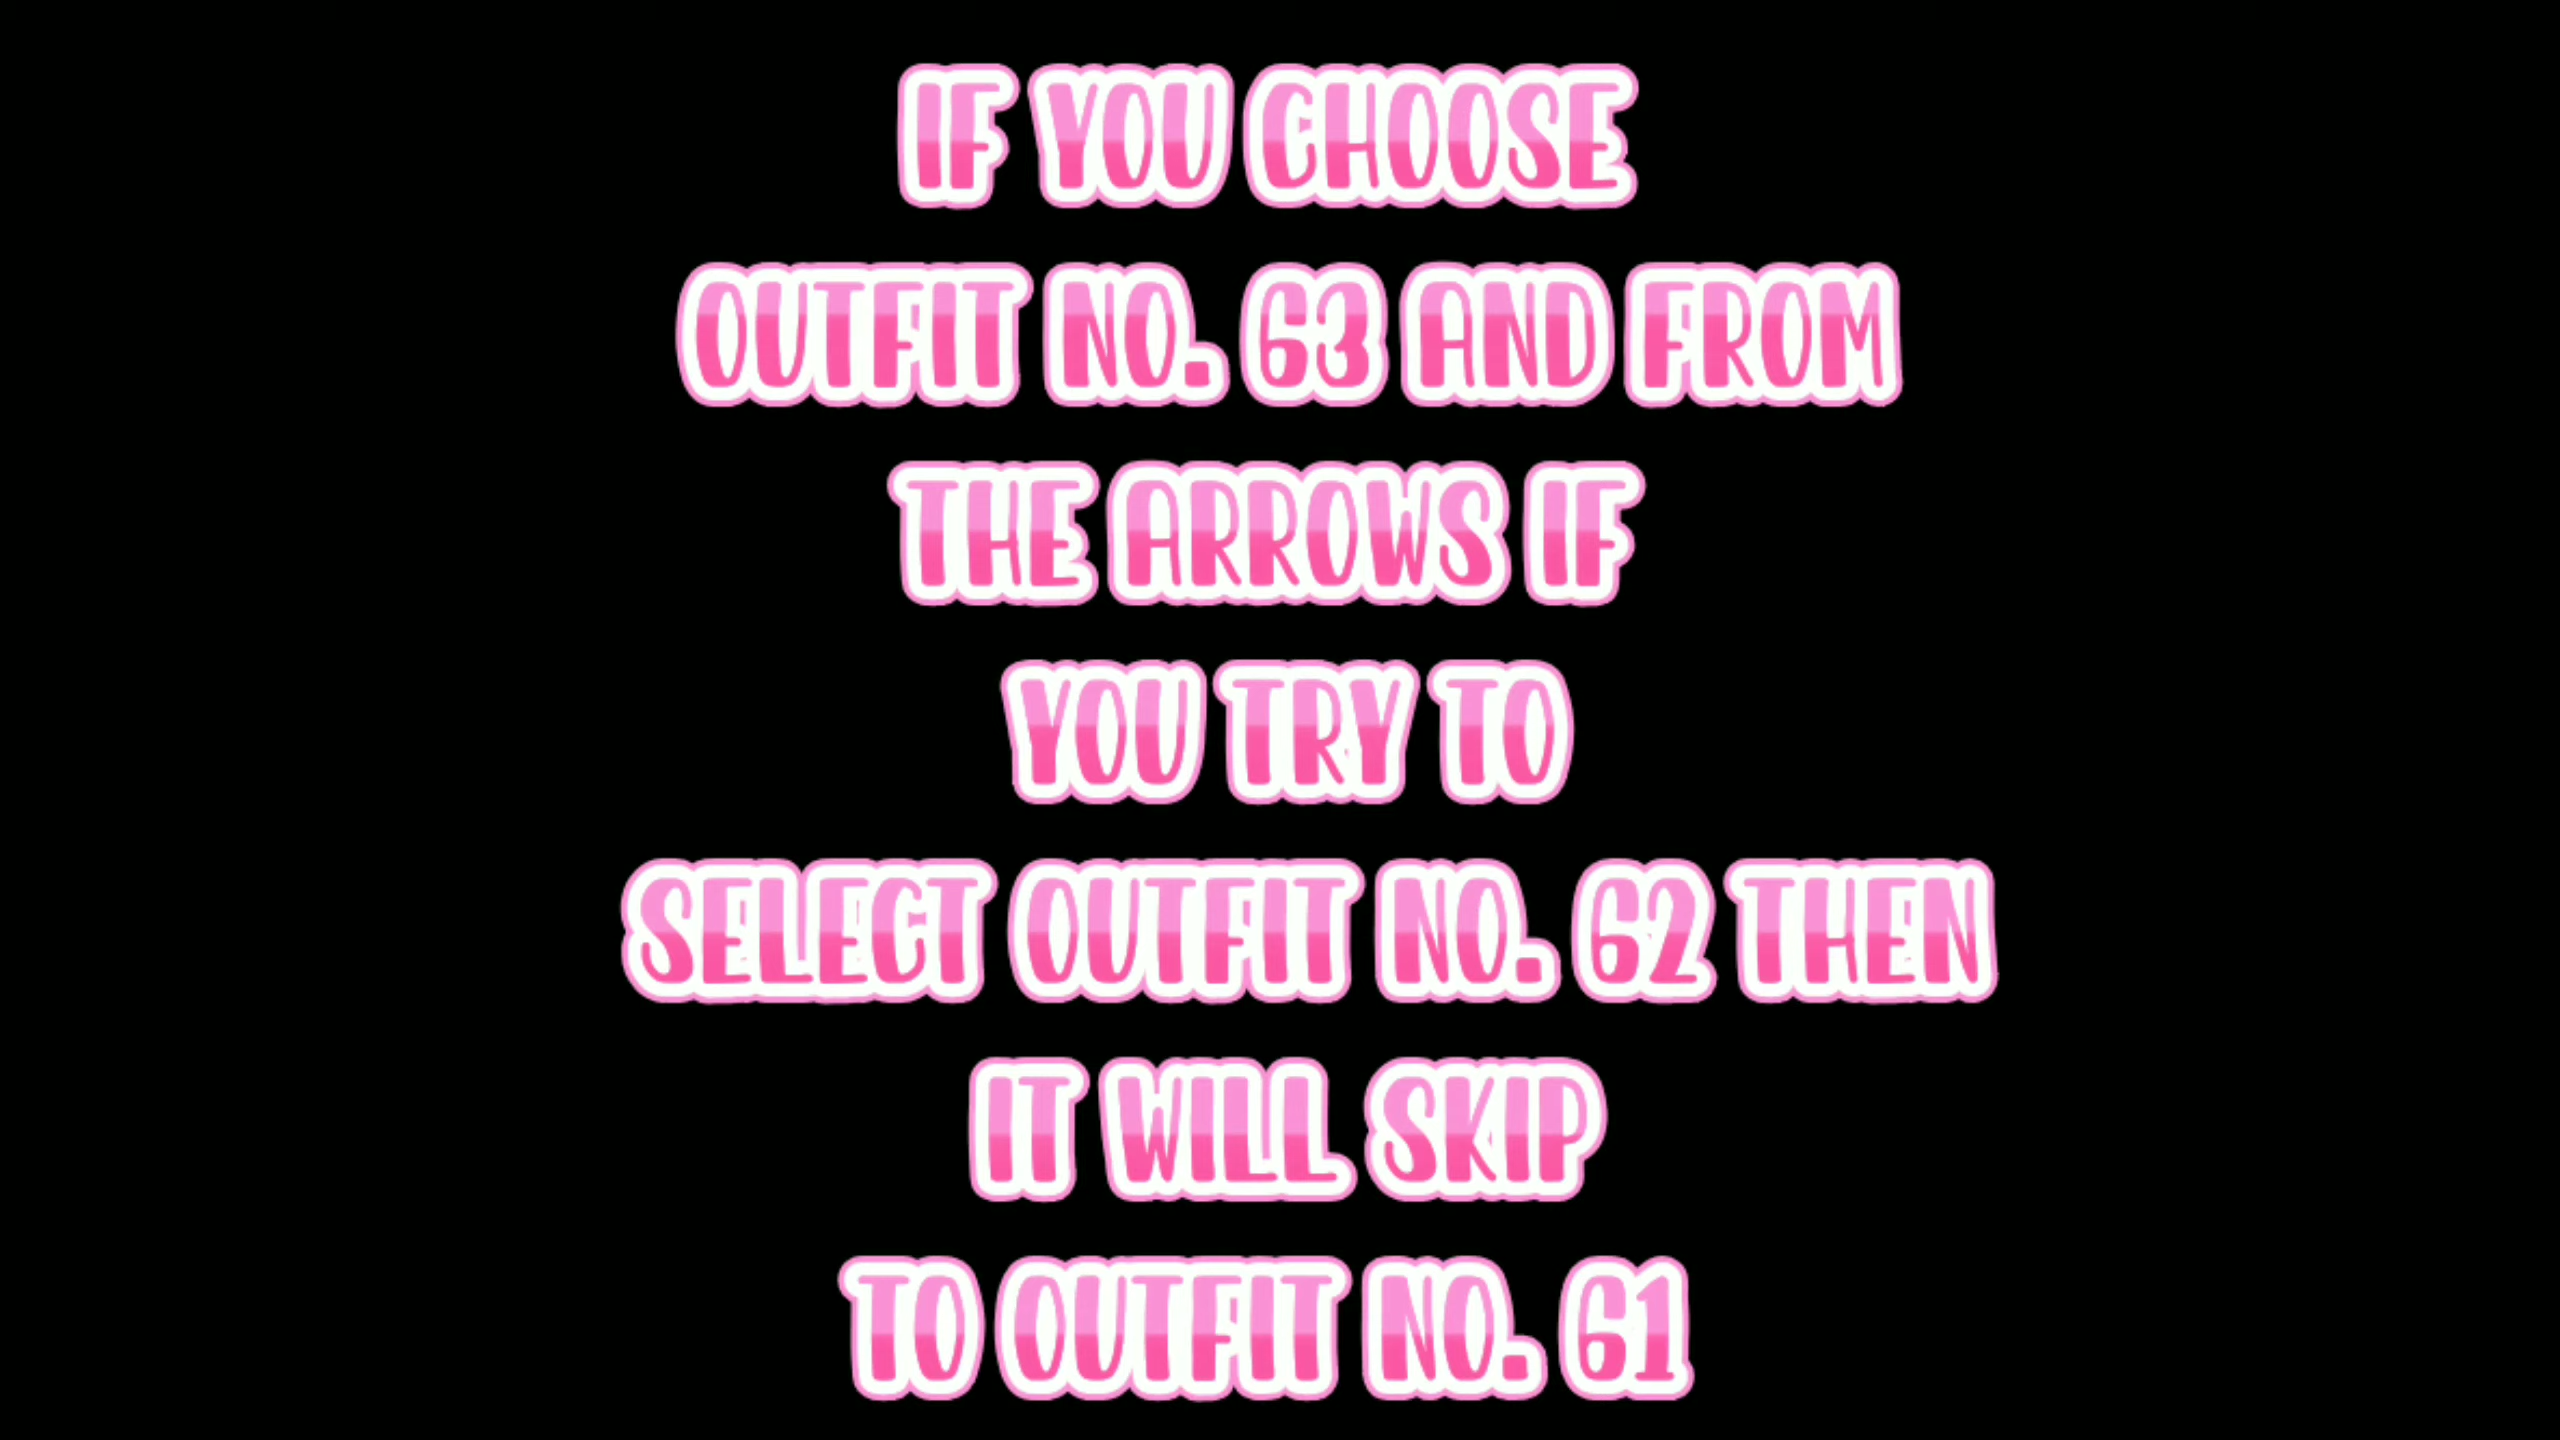 IF YOU CHOOSE
OUTFIT NO. 63 AND FROM
THE ARROWS IF
YOU TRY TO
SELECT OUTFIT NO. 62 THEN
IT WILL SKIP
TO OUTFIT NO. 61